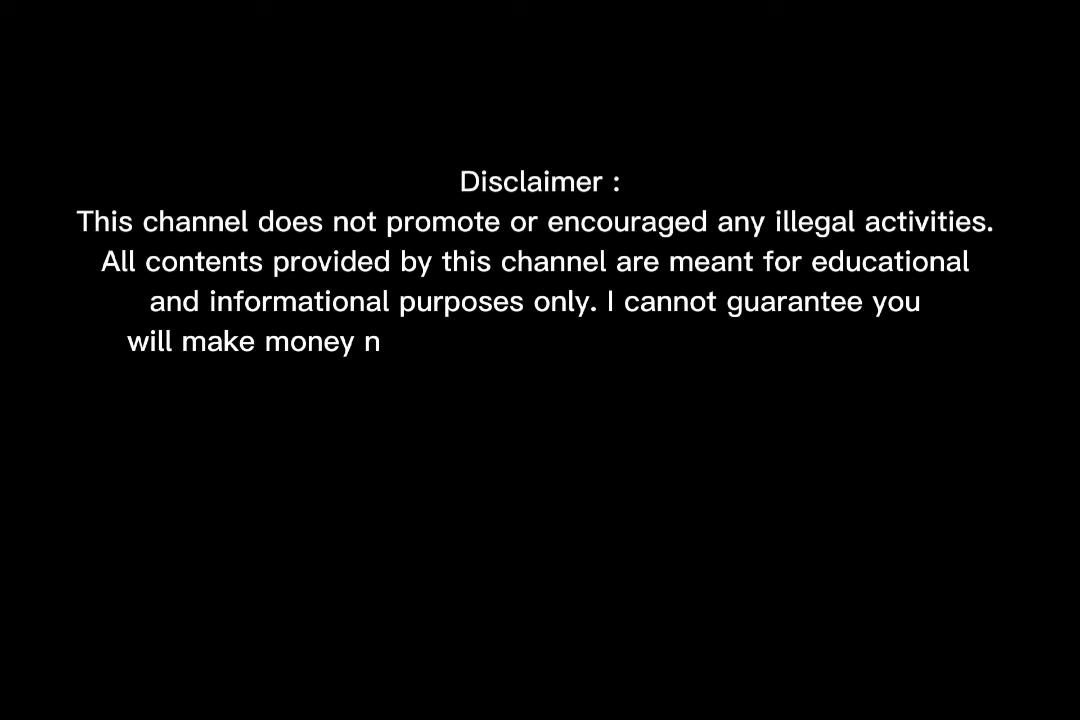 Disclaimer :
This channel does not promote or encouraged any illegal activities.
All contents provided by this channel are meant for educational
and informational purposes only. I cannot guarantee you
will make money n